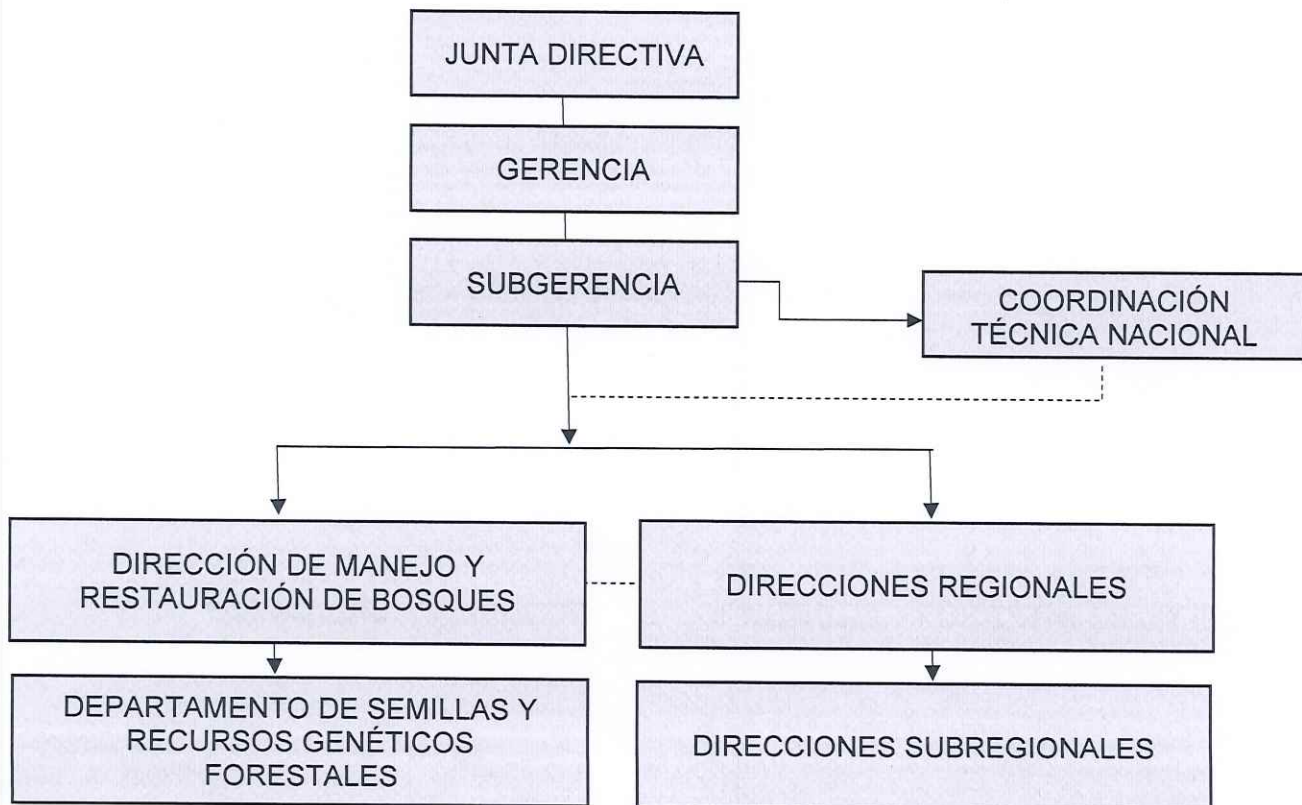 JUNTA DIRECTIVA
GERENCIA
SUBGERENCIA
COORDINACIÓN
TÉCNICA NACIONAL
DIRECCIÓN DE MANEJO Y
RESTAURACIÓN DE BOSQUES
DIRECCIONES REGIONALES
DEPARTAMENTO DE SEMILLAS Y
RECURSOS GENÉTICOS
FORESTALES
DIRECCIONES SUBREGIONALES